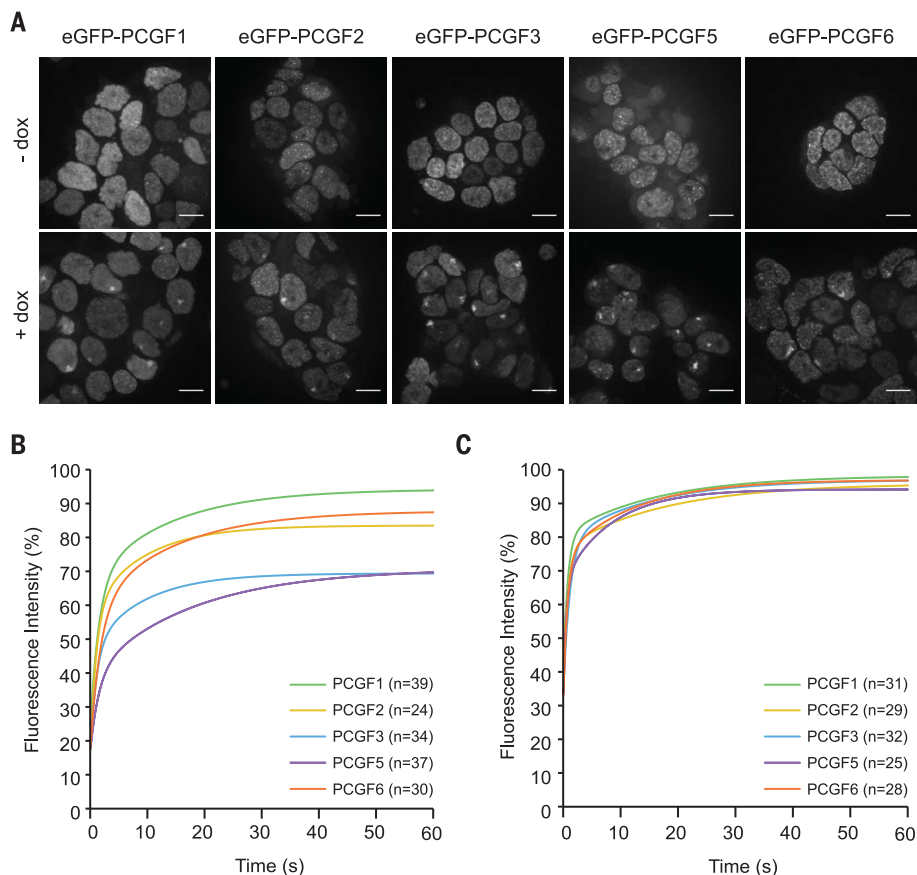 A
eGFP-PCGF1 eGFP-PCGF2 eGFP-PCGF3 eGFP-PCGF5 eGFP-PCGF6
- dox
+ dox
B
Fluorescence Intensity (%)
100
90
80
70
60
50
40
30
20
10
0
PCGF1 (n=39)
PCGF2 (n=24)
PCGF3 (n=34)
PCGF5 (n=37)
PCGF6 (n=30)
0 10 20 30 40 50 60
Time (s)
C
Fluorescence Intensity (%)
100
90
80
70
60
50
40
30
20
10
0
PCGF1 (n=31)
PCGF2 (n=29)
PCGF3 (n=32)
PCGF5 (n=25)
PCGF6 (n=28)
0 10 20 30 40 50 60
Time (s)